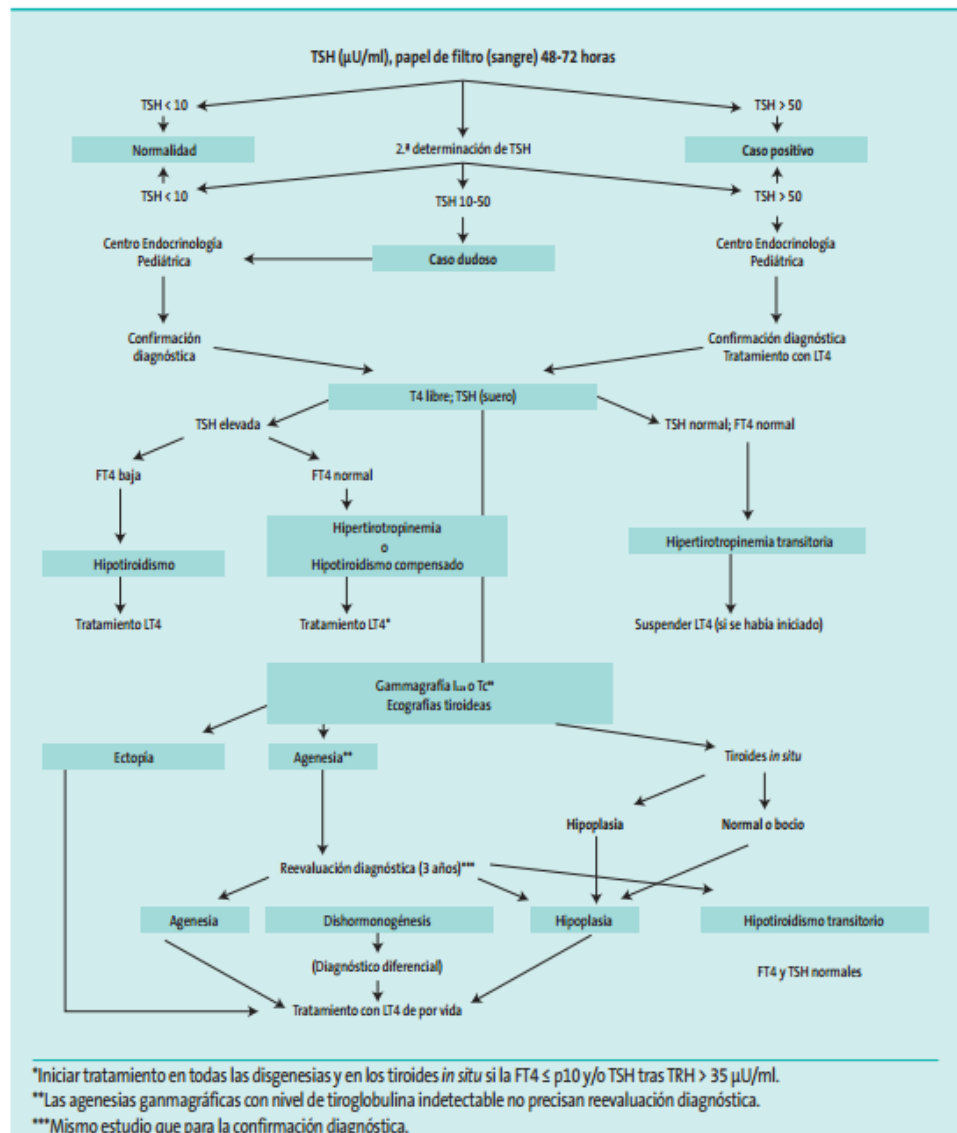 TSH (µU/ml), papel de filtro (sangre) 48-72 horas
TSH < 10
TSH > 50
Normalidad
2.ª determinación de TSH
Caso positivo
TSH < 10
TSH 10-50
TSH > 50
Centro Endocrinología
Pediátrica
Caso dudoso
Centro Endocrinología
Pediátrica
Confirmación
diagnóstica
Confirmación diagnóstica
Tratamiento con LT4
T4 libre; TSH (suero)
TSH elevada
TSH normal; FT4 normal
FT4 baja
FT4 normal
Hipertirotropinemia
o
Hipotiroidismo compensado
Hipotiroidismo
Hipertirotropinemia transitoria
Tratamiento LT4
Tratamiento LT4*
Suspender LT4 (si se había iniciado)
Gammagrafía o Tc
Ecografías tiroideas
Ectopía
Agenesia**
Tiroides in situ
Hipoplasia
Normal o bocio
Reevaluación diagnóstica (3 años)***
Agenesia
Dishormonogénesis
Hipoplasia
Hipotiroidismo transitorio
(Diagnóstico diferencial)
FT4 y TSH normales
Tratamiento con LT4 de por vida
*Iniciar tratamiento en todas las disgenesias y en los tiroides in situ si la FT4 ≤ p10 y/o TSH tras TRH > 35 µU/ml.
**Las agenesias ganmagráficas con nivel de tiroglobulina indetectable no precisan reevaluación diagnóstica.
***Mismo estudio que para la confirmación diagnóstica.